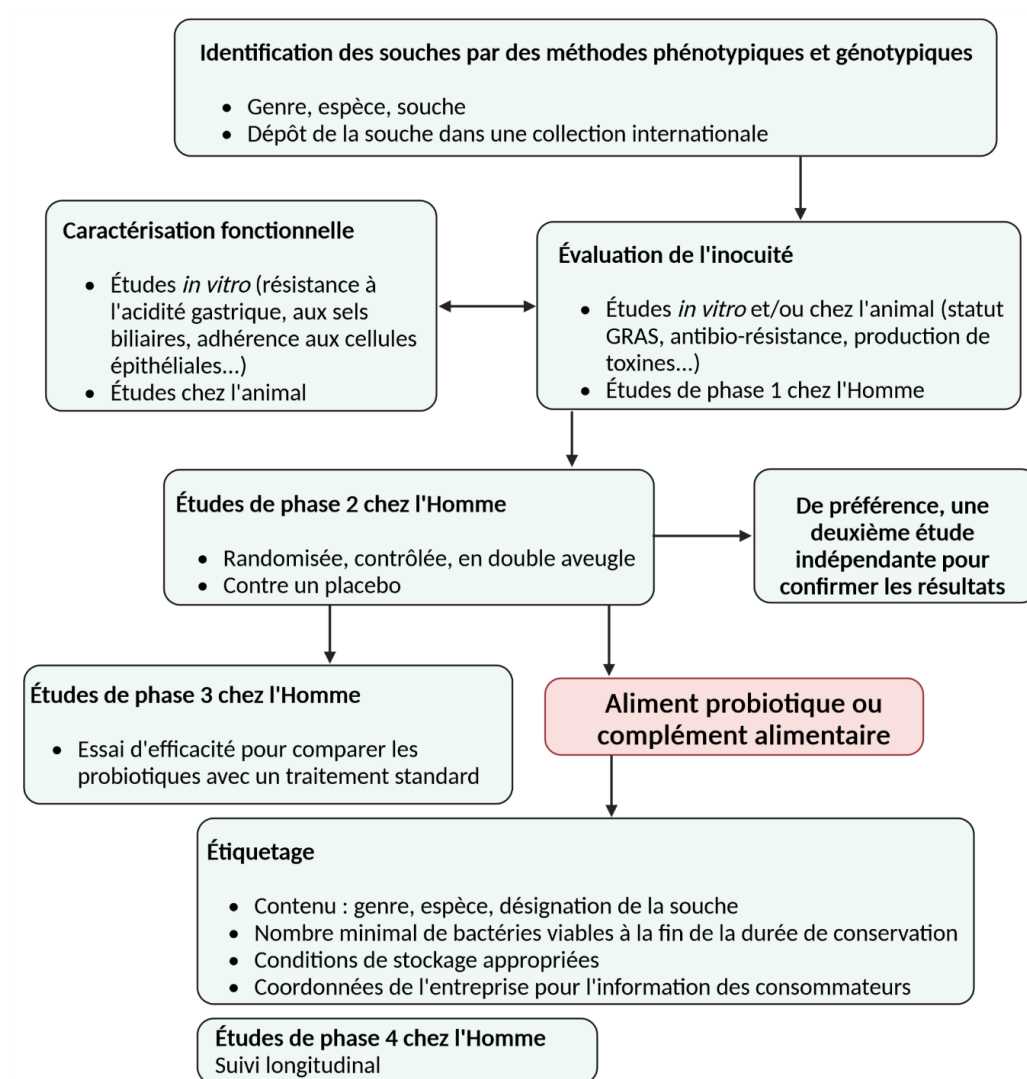 Identification des souches par des méthodes phénotypiques et génotypiques
• Genre, espèce, souche
• Dépôt de la souche dans une collection internationale
Caractérisation fonctionnelle
• Études in vitro (résistance à
l'acidité gastrique, aux sels
biliaires, adhérence aux cellules
épithéliales...)
• Études chez l'animal
Évaluation de l'inocuité
• Études in vitro et/ou chez l'animal (statut
GRAS, antibio-résistance, production de
toxines...)
• Études de phase 1 chez l'Homme
Études de phase 2 chez l'Homme
• Randomisée, contrôlée, en double aveugle
• Contre un placebo
De préférence, une
deuxième étude
indépendante pour
confirmer les résultats
Études de phase 3 chez l'Homme
• Essai d'efficacité pour comparer les
probiotiques avec un traitement standard
Aliment probiotique ou
complément alimentaire
Étiquetage
• Contenu : genre, espèce, désignation de la souche
• Nombre minimal de bactéries viables à la fin de la durée de conservation
• Conditions de stockage appropriées
• Coordonnées de l'entreprise pour l'information des consommateurs
Études de phase 4 chez l'Homme
Suivi longitudinal